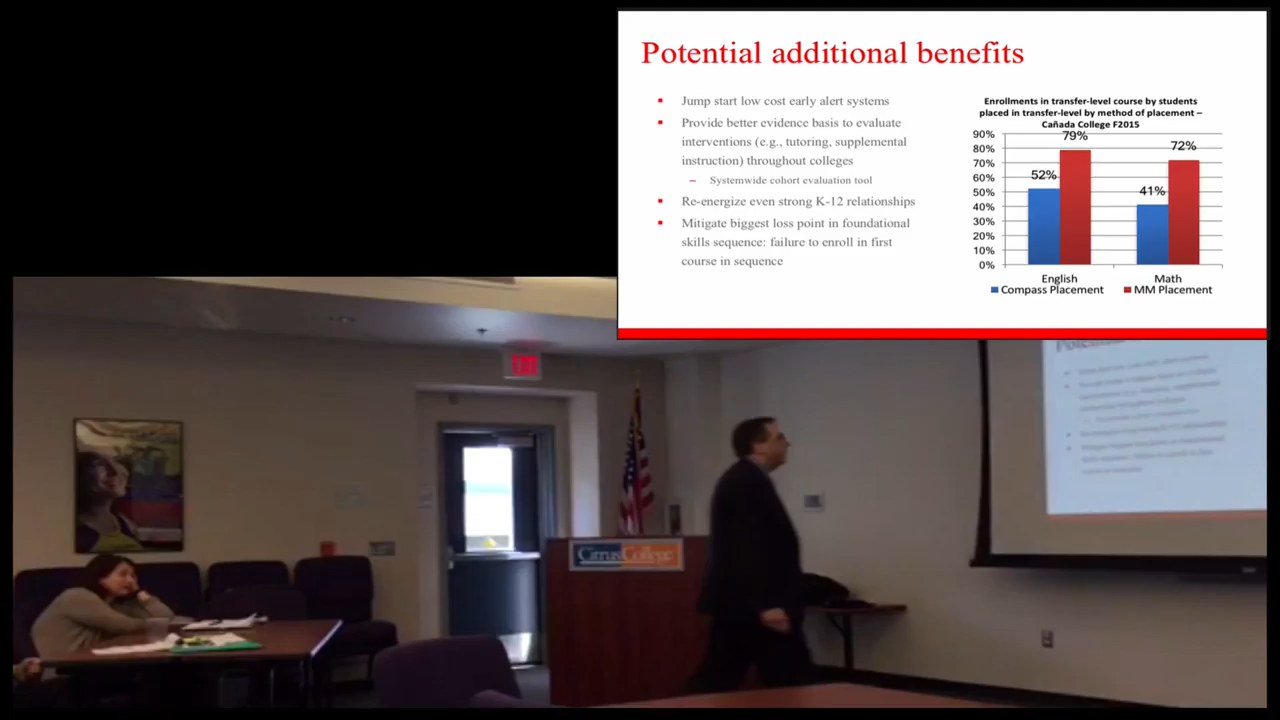 Potential additional benefits
Jump start low cost early alert systems
Provide better evidence basis to evaluate
interventions (e.g., tutoring, supplemental
instruction) throughout colleges
– Systemwide cohort evaluation tool
Re-energize even strong K-12 relationships
Mitigate biggest loss point in foundational
skills sequence: failure to enroll in first
course in sequence
Enrollments in transfer-level course by students
placed in transfer-level by method of placement –
Cañada College F2015
90%
80%
70%
60%
50%
40%
30%
20%
10%
0%
79%
72%
52%
41%
English
Math
Compass Placement
MM Placement
EXIT
Citrus College